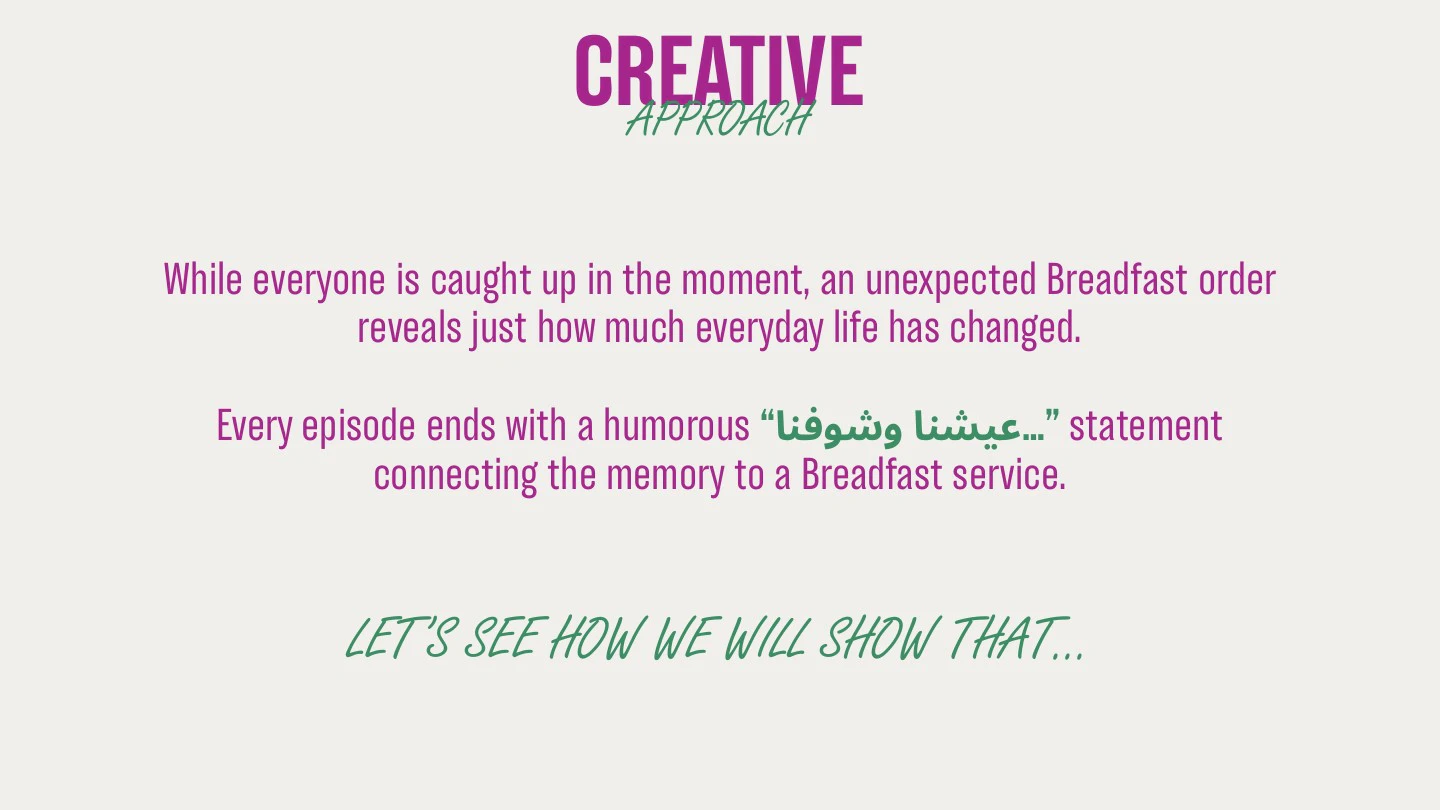 CREATIVE
APPROACH
While everyone is caught up in the moment, an unexpected Breadfast order
reveals just how much everyday life has changed.
Every episode ends with a humorous “عيشنا وشوفنا...” statement
connecting the memory to a Breadfast service.
LET'S SEE HOW WE WILL SHOW THAT...